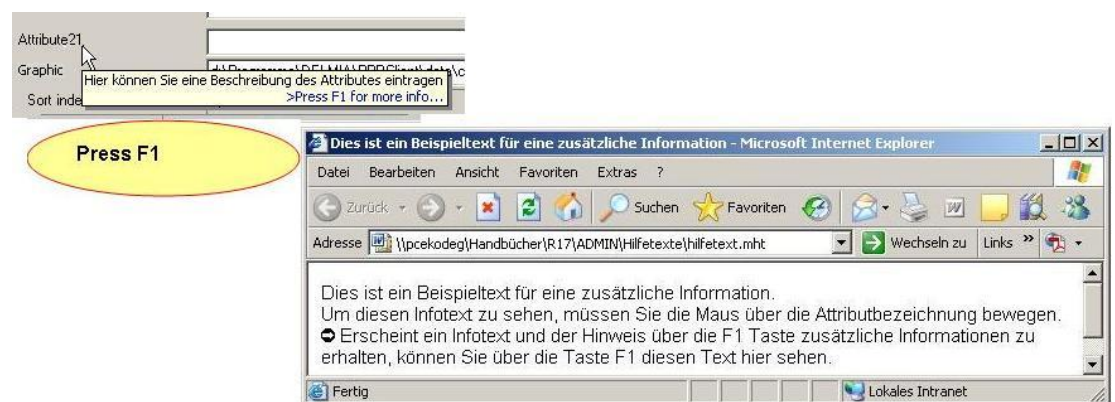 Attribute21
Graphic
Hier können Sie eine Beschreibung des Attributes eintragen
Sort inde
>Press F1 for more info...
Press F1
Dies ist ein Beispieltext für eine zusätzliche Information - Microsoft Internet Explorer
Datei Bearbeiten Ansicht Favoriten Extras ?
Zurück Suchen Favoriten
Adresse \\pcekodeg\Handbücher\R17\ADMIN\Hilfetexte\hilfetext.mht Wechseln zu Links »
Dies ist ein Beispieltext für eine zusätzliche Information.
Um diesen Infotext zu sehen, müssen Sie die Maus über die Attributbezeichnung bewegen.
Erscheint ein Infotext und der Hinweis über die F1 Taste zusätzliche Informationen zu
erhalten, können Sie über die Taste F1 diesen Text hier sehen.
Fertig Lokales Intranet